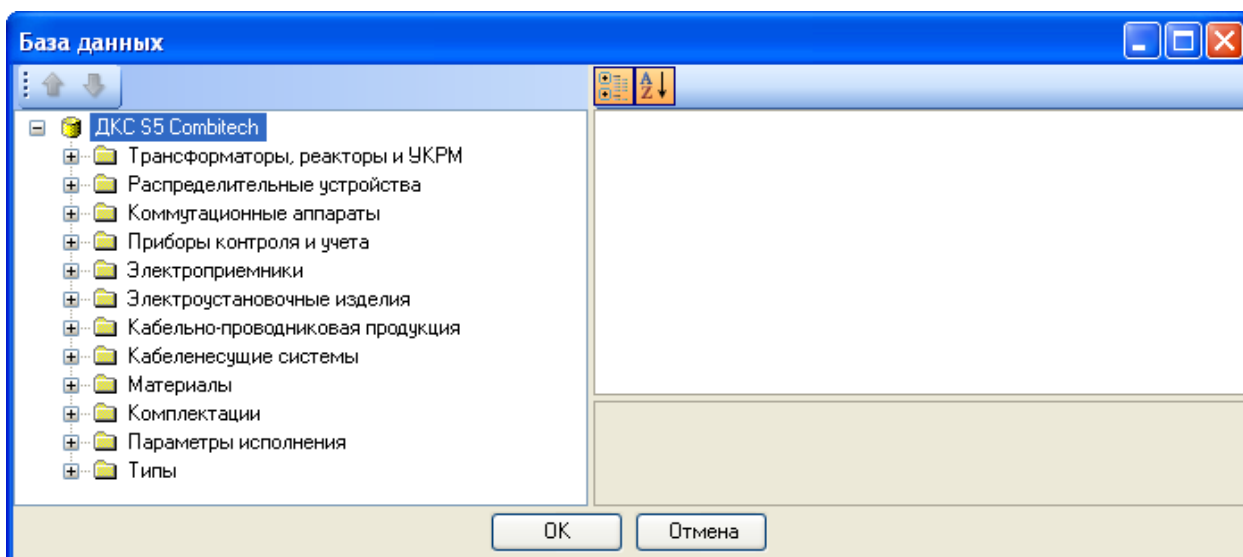 База данных
ДКС S5 Combitech
Трансформаторы, реакторы и УКРМ
Распределительные устройства
Коммутационные аппараты
Приборы контроля и учета
Электроприемники
Электроустановочные изделия
Кабельно-проводниковая продукция
Кабеленесущие системы
Материалы
Комплектации
Параметры исполнения
Типы
OK Отмена